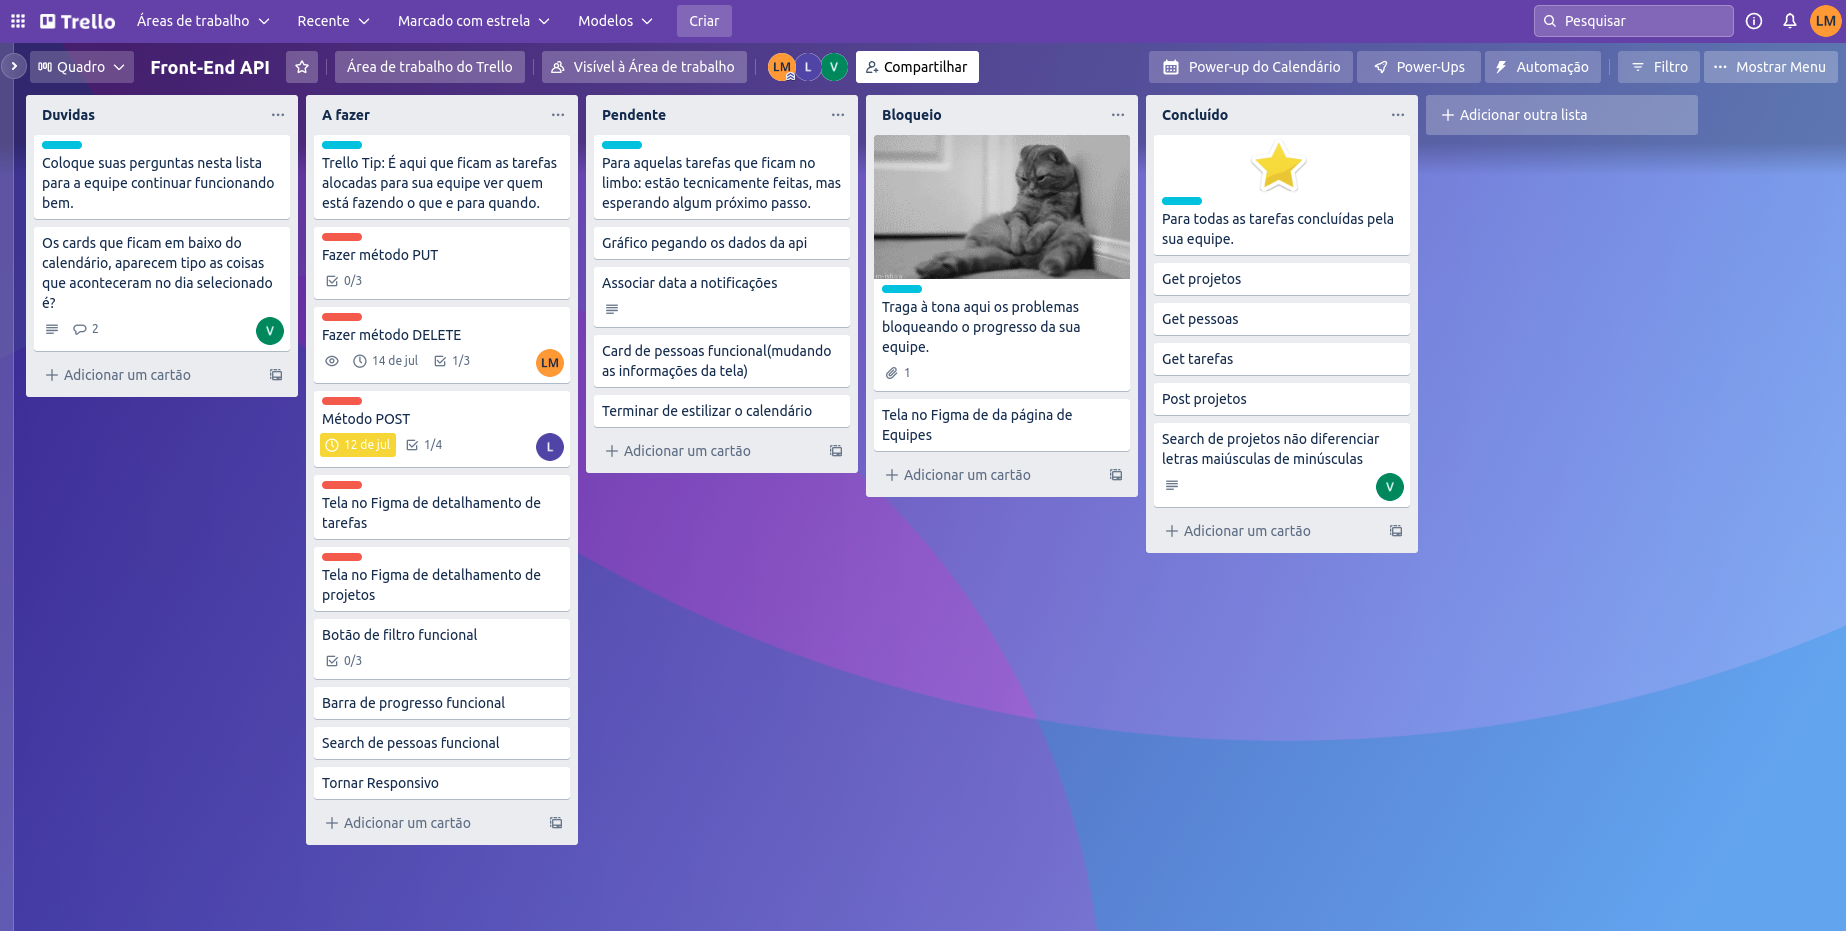 Trello
Áreas de trabalho
Recente
Marcado com estrela
Modelos
Criar
Pesquisar
LM
Quadro
Front-End API
Área de trabalho do Trello
Visível à Área de trabalho
LM
L
V
Compartilhar
Power-up do Calendário
Power-Ups
Automação
Filtro
Mostrar Menu
Duvidas
Coloque suas perguntas nesta lista
para a equipe continuar funcionando
bem.
Os cards que ficam em baixo do
calendário, aparecem tipo as coisas
que aconteceram no dia selecionado
é?
2
V
Adicionar um cartão
A fazer
Trello Tip: É aqui que ficam as tarefas
alocadas para sua equipe ver quem
está fazendo o que e para quando.
Fazer método PUT
0/3
Fazer método DELETE
14 de jul
1/3
LM
Método POST
12 de jul
1/4
L
Tela no Figma de detalhamento de
tarefas
Tela no Figma de detalhamento de
projetos
Botão de filtro funcional
0/3
Barra de progresso funcional
Search de pessoas funcional
Tornar Responsivo
Adicionar um cartão
Pendente
Para aquelas tarefas que ficam no
limbo: estão tecnicamente feitas, mas
esperando algum próximo passo.
Gráfico pegando os dados da api
Associar data a notificações
Card de pessoas funcional(mudando
as informações da tela)
Terminar de estilizar o calendário
Adicionar um cartão
Bloqueio
Traga à tona aqui os problemas
bloqueando o progresso da sua
equipe.
1
Tela no Figma de da página de
Equipes
Adicionar um cartão
Concluído
Para todas as tarefas concluídas pela
sua equipe.
Get projetos
Get pessoas
Get tarefas
Post projetos
Search de projetos não diferenciar
letras maiúsculas de minúsculas
V
Adicionar um cartão
Adicionar outra lista